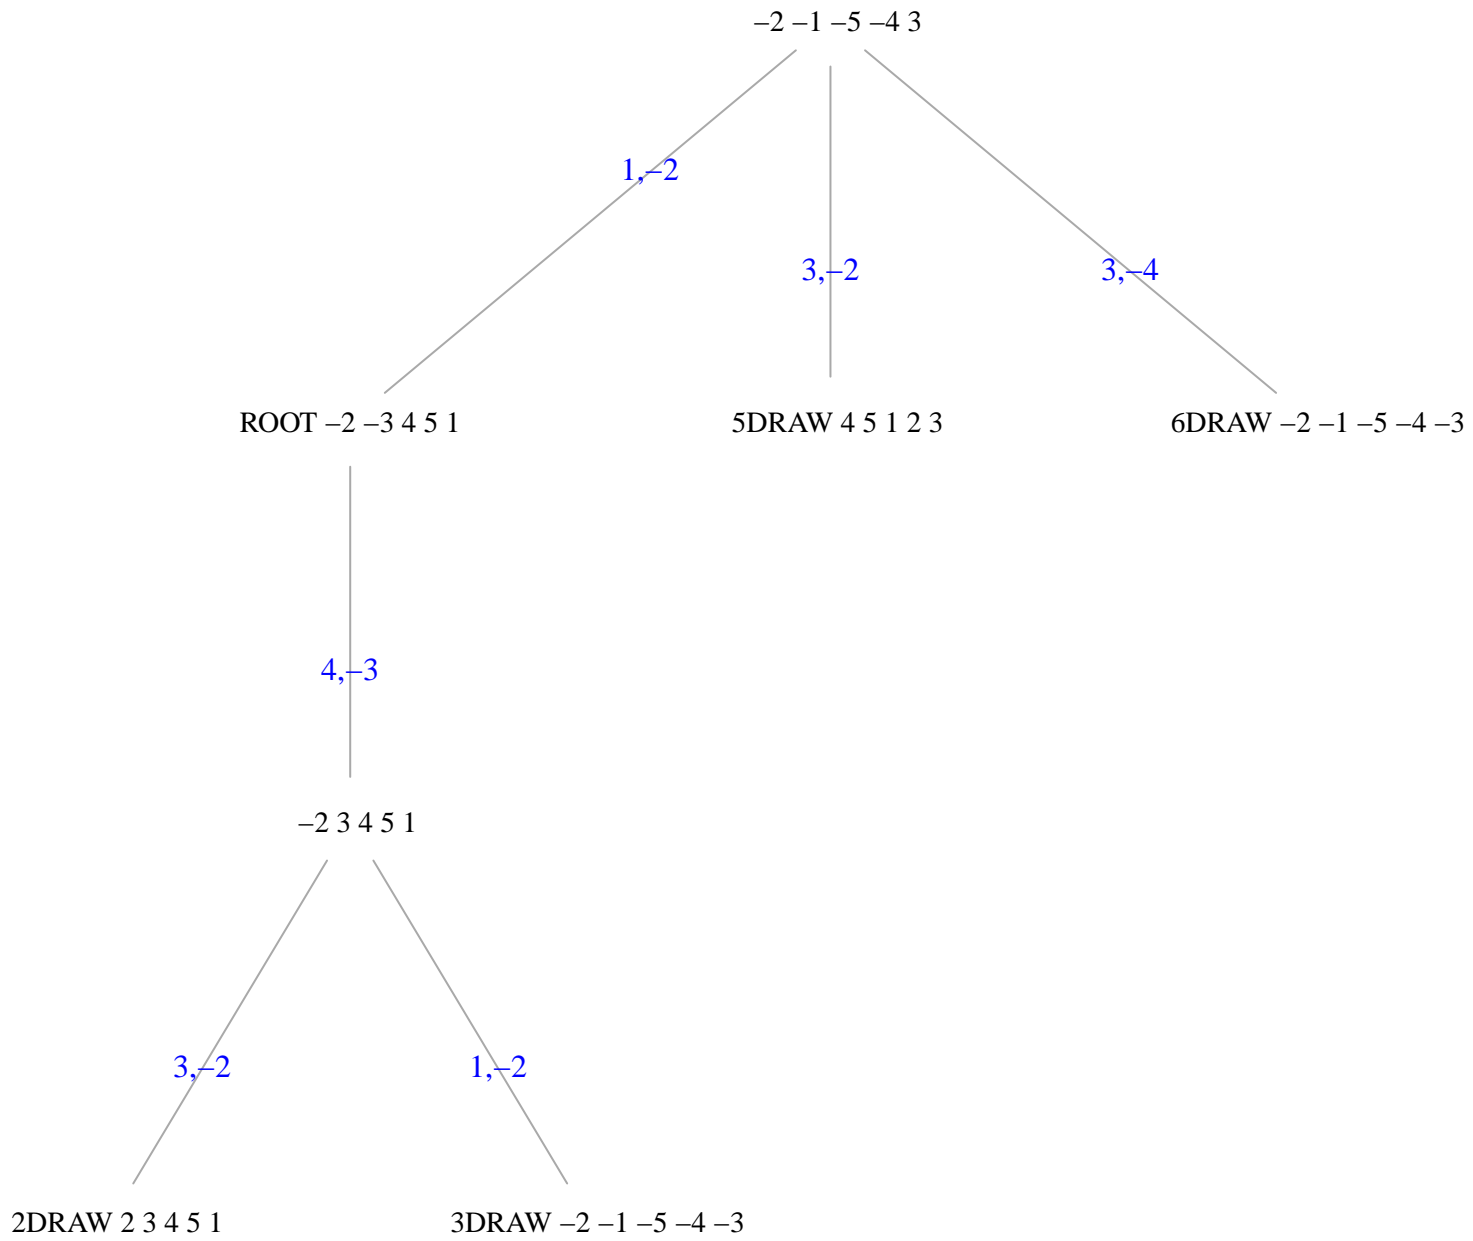 –2 –1 –5 –4 3
1,–2
3,–2
3,–4
ROOT –2 –3 4 5 1
5DRAW 4 5 1 2 3
6DRAW –2 –1 –5 –4 –3
4,–3
–2 3 4 5 1
3,–2
1,–2
2DRAW 2 3 4 5 1
3DRAW –2 –1 –5 –4 –3